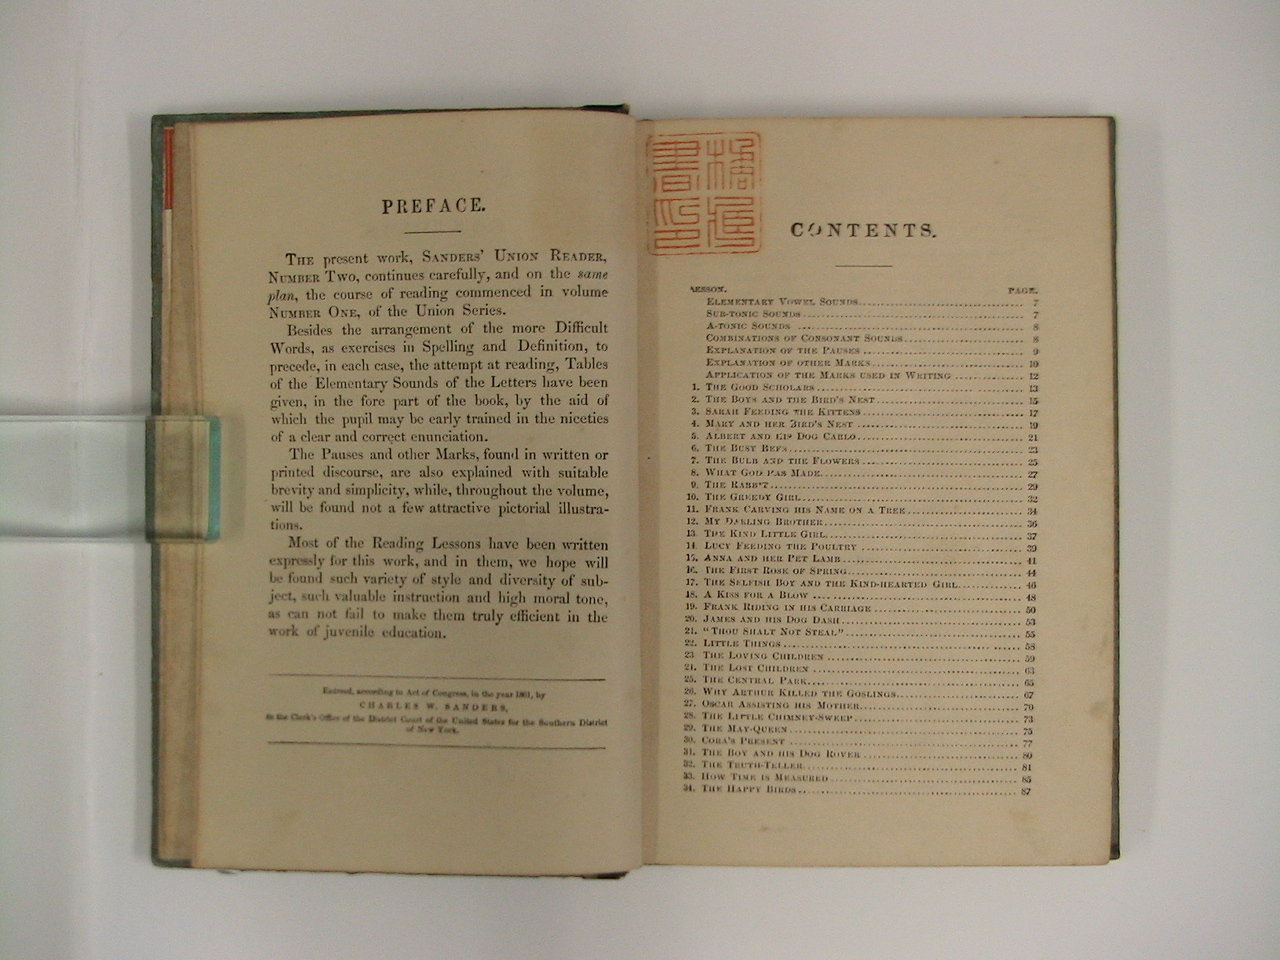 PREFACE.
The present work, Sanders' Union Reader,
Number Two, continues carefully, and on the same
plan, the course of reading commenced in volume
Number One, of the Union Series.
Besides the arrangement of the more Difficult
Words, as exercises in Spelling and Definition, to
precede, in each case, the attempt at reading, Tables
of the Elementary Sounds of the Letters have been
given, in the fore part of the book, by the aid of
which the pupil may be early trained in the niceties
of a clear and correct enunciation.
The Pauses and other Marks, found in written or
printed discourse, are also explained with suitable
brevity and simplicity, while, throughout the volume,
will be found not a few attractive pictorial illustra-
tions.
Most of the Reading Lessons have been written
expressly for this work, and in them, we hope will
be found such variety of style and diversity of sub-
ject, such valuable instruction and high moral tone,
as can not fail to make them truly efficient in the
work of juvenile education.
Entered, according to Act of Congress, in the year 1861, by
CHARLES W. SANDERS,
In the Clerk's Office of the District Court of the United States for the Southern District
of New York.
CONTENTS.
LESSON. PAGE.
Elementary Vowel Sounds 7
Sub-tonic Sounds 7
A-tonic Sounds 8
Combinations of Consonant Sounds 8
Explanation of the Pauses 9
Explanation of other Marks 10
Application of the Marks used in Writing 12
1. The Good Scholars 13
2. The Boys and the Bird's Nest 15
3. Sarah Feeding the Kittens 17
4. Mary and her Bird's Nest 19
5. Albert and his Dog Carlo 21
6. The Busy Bees 23
7. The Bulb and the Flowers 25
8. What God has Made 27
9. The Rabbit 29
10. The Greedy Girl 32
11. Frank Carving his Name on a Tree 34
12. My Darling Brother 36
13. The Kind Little Girl 37
14. Lucy Feeding the Poultry 39
15. Anna and her Pet Lamb 41
16. The First Rose of Spring 44
17. The Selfish Boy and the Kind-hearted Girl 46
18. A Kiss for a Blow 48
19. Frank Riding in his Carriage 50
20. James and his Dog Dash 53
21. "Thou Shalt Not Steal" 55
22. Little Things 58
23. The Loving Children 59
24. The Lost Children 63
25. The Central Park 65
26. Why Arthur Killed the Goslings 67
27. Oscar Assisting his Mother 70
28. The Little Chimney-Sweep 73
29. The May-Queen 75
30. Cora's Present 77
31. The Boy and his Dog Rover 80
32. The Truth-Teller 81
33. How Time is Measured 85
34. The Happy Birds 87